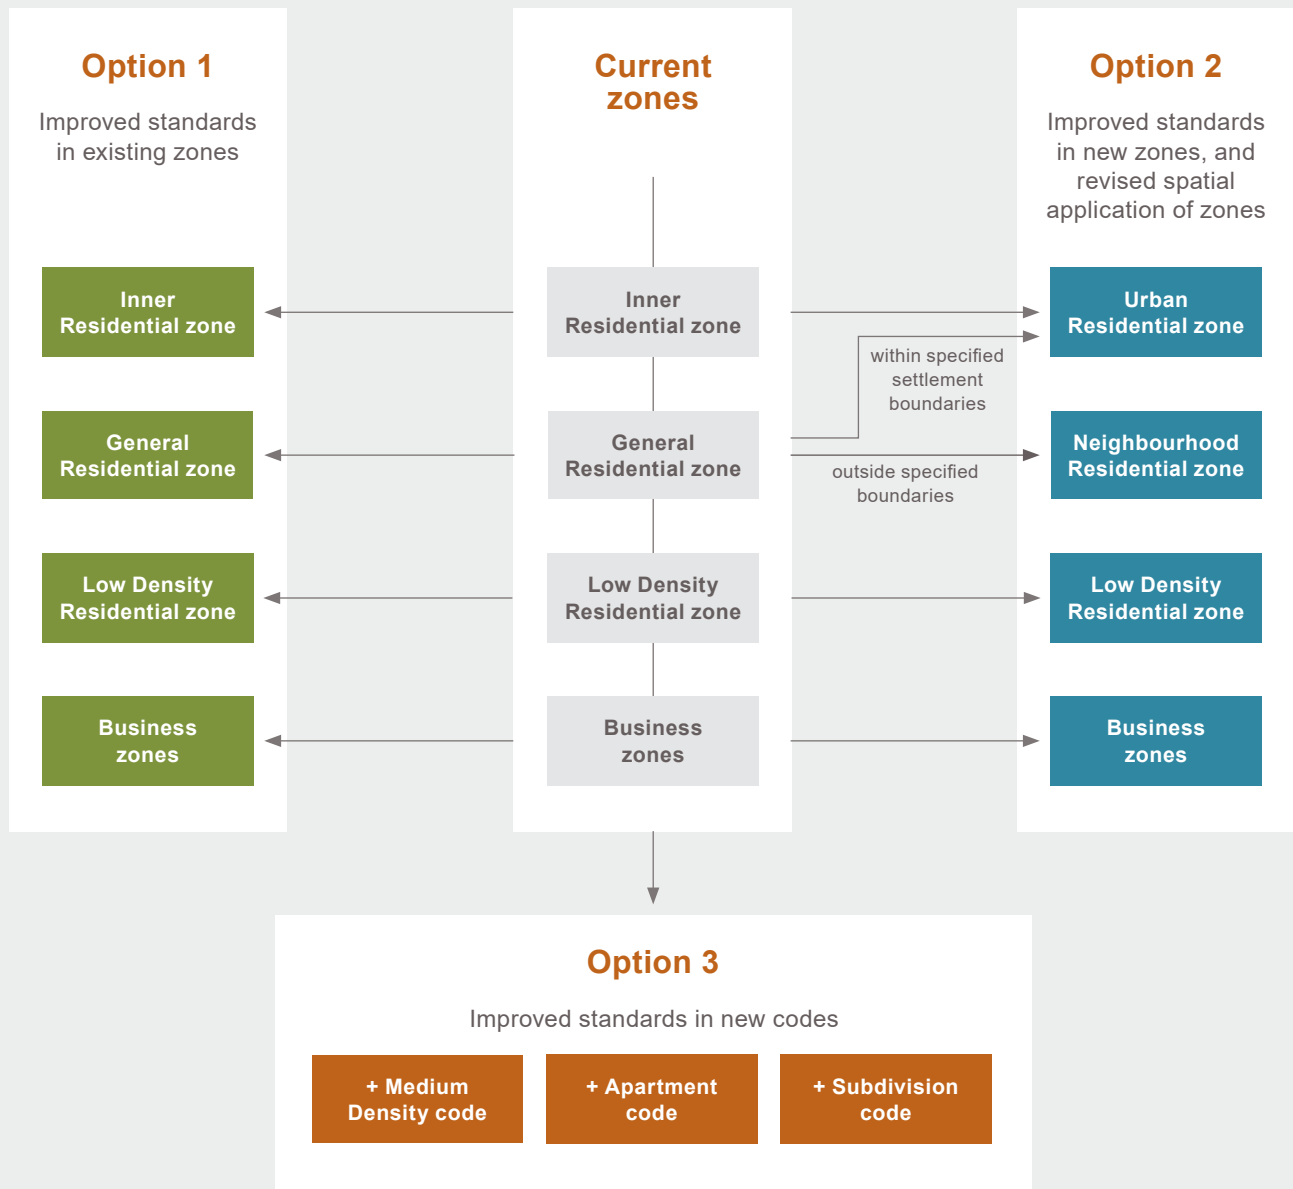 Option 1
Improved standards
in existing zones
Inner
Residential zone
General
Residential zone
Low Density
Residential zone
Business
zones
Current
zones
Inner
Residential zone
General
Residential zone
Low Density
Residential zone
Business
zones
within specified
settlement
boundaries
outside specified
boundaries
Option 2
Improved standards
in new zones, and
revised spatial
application of zones
Urban
Residential zone
Neighbourhood
Residential zone
Low Density
Residential zone
Business
zones
Option 3
Improved standards in new codes
+ Medium
Density code
+ Apartment
code
+ Subdivision
code